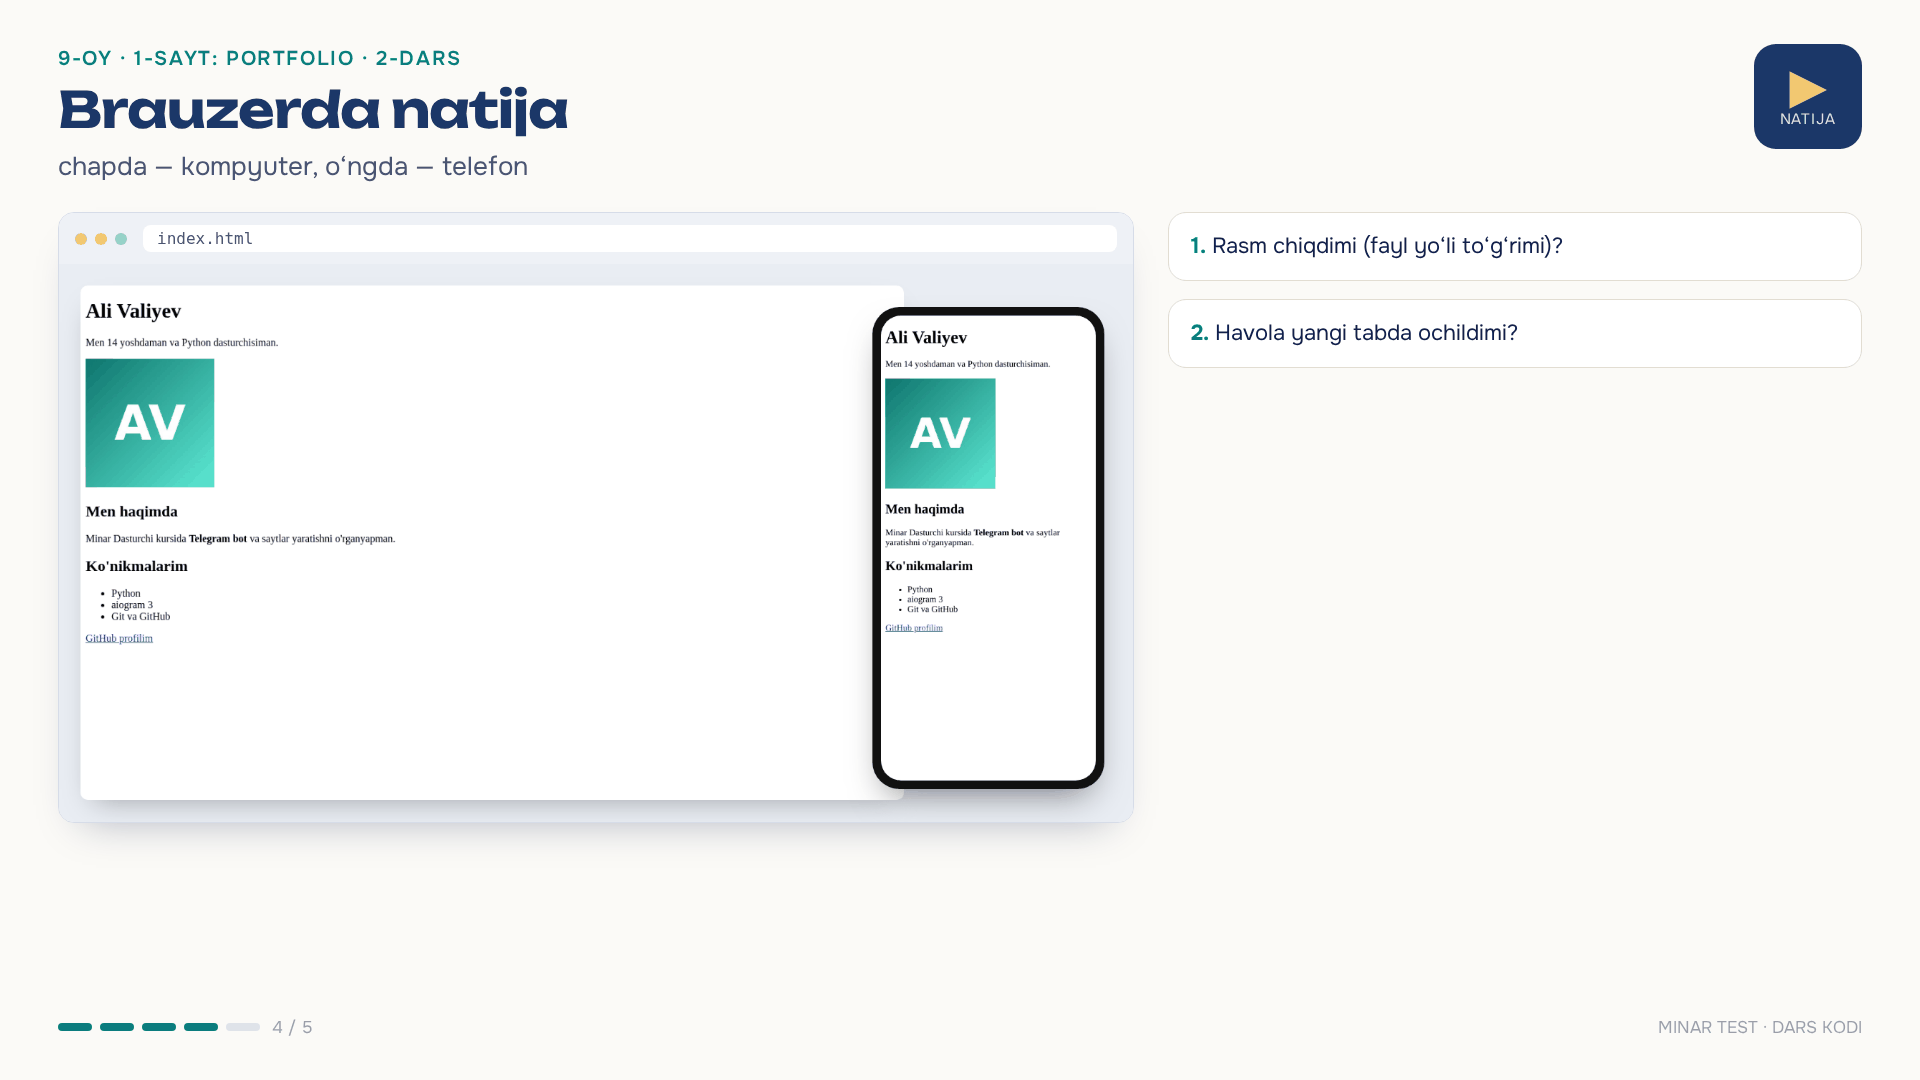 9-OY · 1-SAYT: PORTFOLIO · 2-DARS
Brauzerda natija
chapda — kompyuter, o‘ngda — telefon
NATIJA
index.html
Ali Valiyev
Men 14 yoshdaman va Python dasturchisiman.
AV
Men haqimda
Minar Dasturchi kursida Telegram bot va saytlar yaratishni o'rganyapman.
Ko'nikmalarim
• Python
• aiogram 3
• Git va GitHub
GitHub profilim
Ali Valiyev
Men 14 yoshdaman va Python dasturchisiman.
AV
Men haqimda
Minar Dasturchi kursida Telegram bot va saytlar
yaratishni o'rganyapman.
Ko'nikmalarim
• Python
• aiogram 3
• Git va GitHub
GitHub profilim
1. Rasm chiqdimi (fayl yo‘li to‘g‘rimi)?
2. Havola yangi tabda ochildimi?
4 / 5
MINAR TEST · DARS KODI